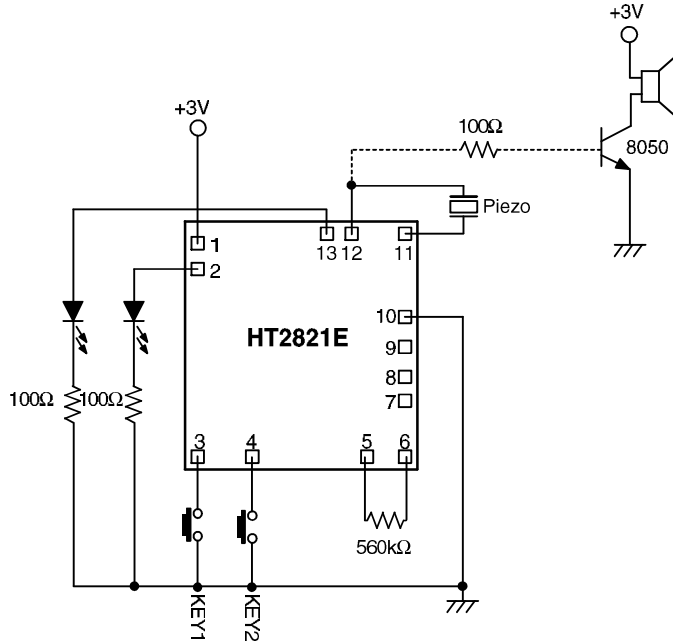 +3V
+3V
100Ω
8050
Piezo
1
13
12
11
2
10
HT2821E
9
8
7
100Ω
100Ω
3
4
5
6
560kΩ
KEY1
KEY2